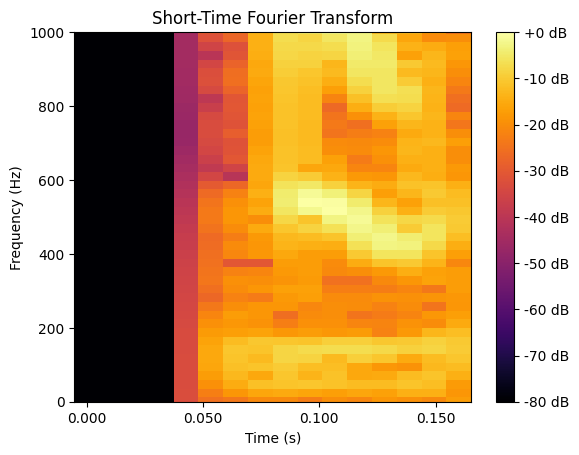 Short-Time Fourier Transform
1000
800
600
400
200
0
Frequency (Hz)
0.000
0.050
0.100
0.150
Time (s)
+0 dB
-10 dB
-20 dB
-30 dB
-40 dB
-50 dB
-60 dB
-70 dB
-80 dB